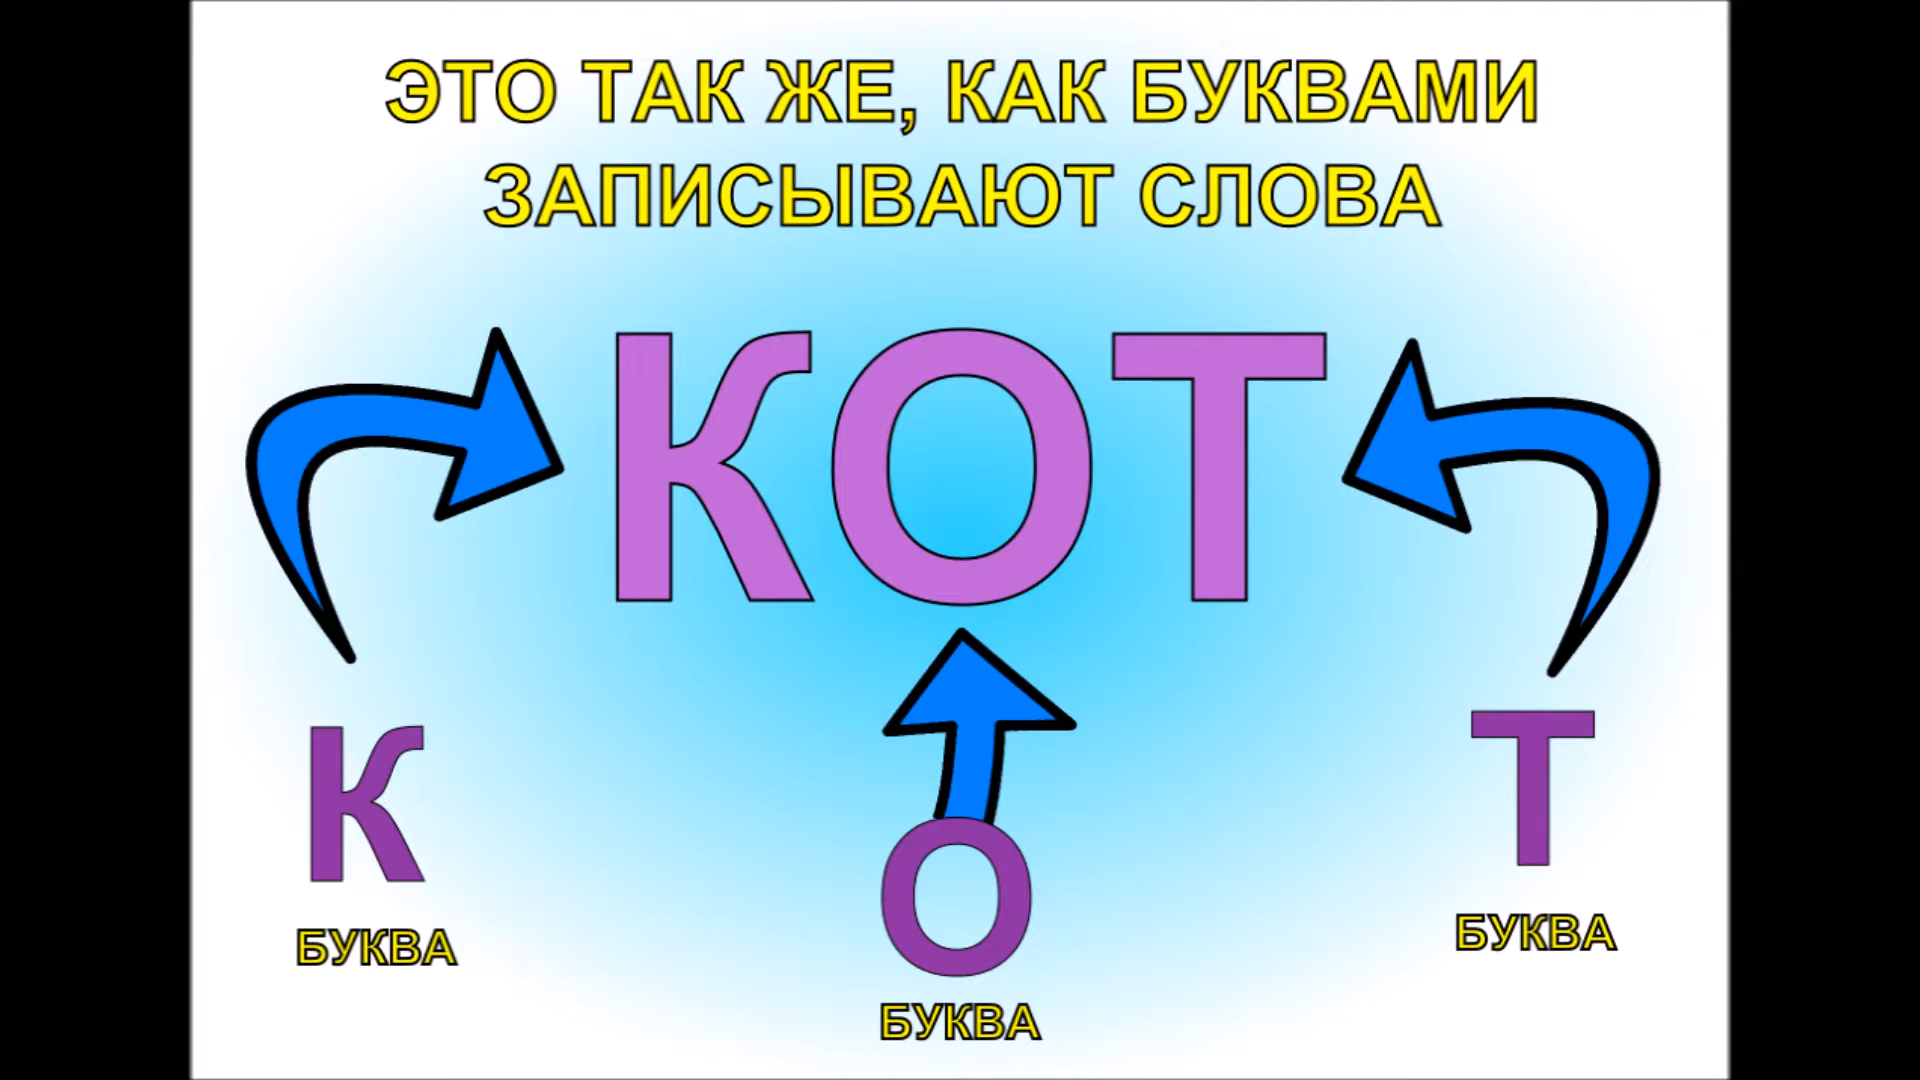 ЭТО ТАК ЖЕ, КАК БУКВАМИ
ЗАПИСЫВАЮТ СЛОВА
КОТ
К
О
Т
БУКВА
БУКВА
БУКВА